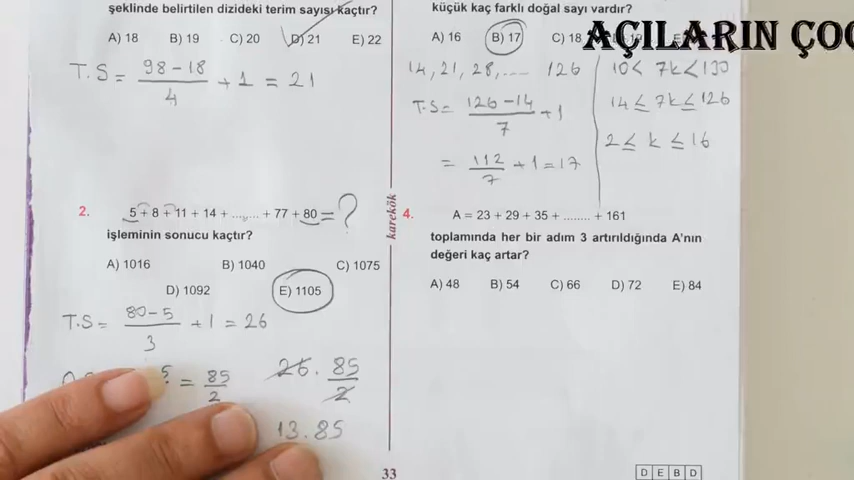 şeklinde belirtilen dizideki terim sayısı kaçtır?
A) 18 B) 19 C) 20 D) 21 E) 22
T.S = 98 - 18 / 4 + 1 = 21
2. 5 + 8 + 11 + 14 + ........ + 77 + 80 = ?
işleminin sonucu kaçtır?
A) 1016 B) 1040 C) 1075
D) 1092 E) 1105
T.S = 80 - 5 / 3 + 1 = 26
= 85 / 2
26 . 85 / 2
13 . 85
karekök
küçük kaç farklı doğal sayı vardır?
A) 16 B) 17 C) 18
AÇILARIN ÇOC
14, 21, 28, .... 126
T.S = 126 - 14 / 7 + 1
= 112 / 7 + 1 = 17
10 < 7k < 130
14 ≤ 7k ≤ 126
2 ≤ k ≤ 16
4. A = 23 + 29 + 35 + ........ + 161
toplamında her bir adım 3 artırıldığında A'nın
değeri kaç artar?
A) 48 B) 54 C) 66 D) 72 E) 84
33
D E B D